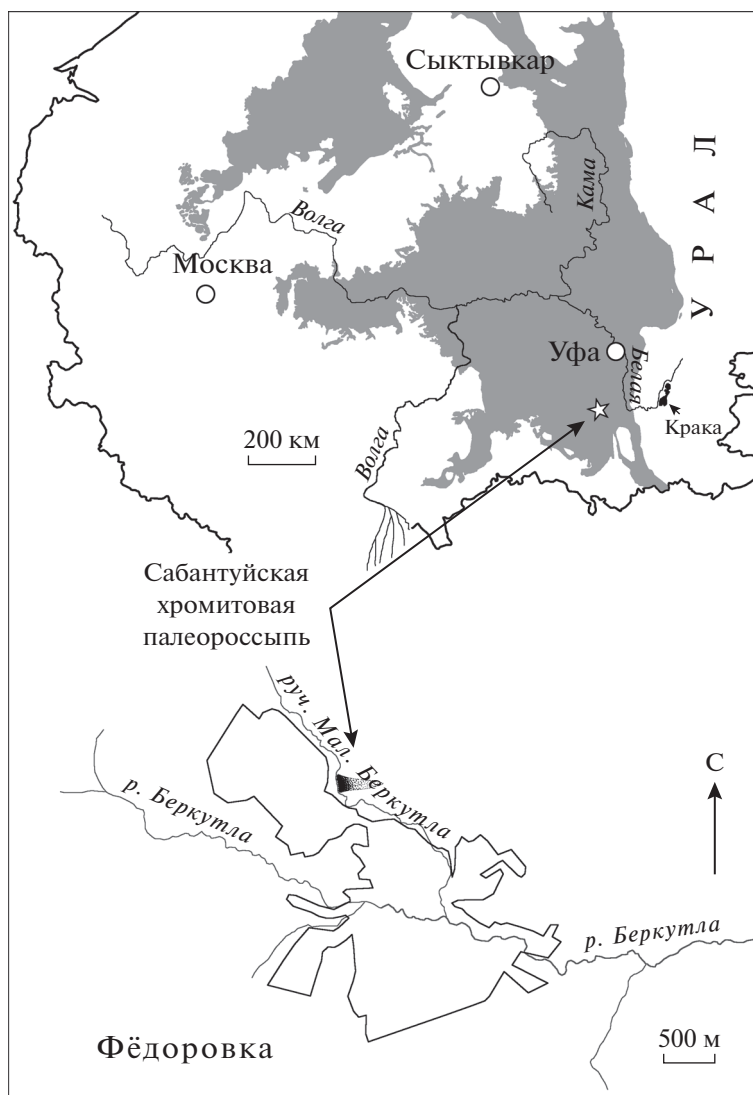 Сыктывкар
УРАЛ
Кама
Волга
Москва
Уфа
Белая
Крака
200 км
Волга
Сабантуйская
хромитовая
палеороссыпь
руч. Мал. Беркутла
С
р. Беркутла
р. Беркутла
Фёдоровка
500 м